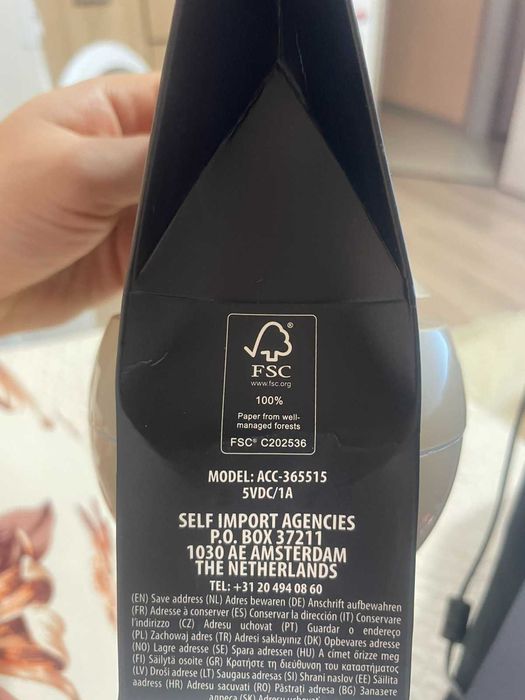 ®
FSC
www.fsc.org
100%
Paper from well-
managed forests
FSC® C202536
MODEL: ACC-365515
5VDC/1A
SELF IMPORT AGENCIES
P.O. BOX 37211
1030 AE AMSTERDAM
THE NETHERLANDS
TEL: +31 20 494 08 60
(EN) Save address (NL) Adres bewaren (DE) Anschrift aufbewahren
(FR) Adresse à conserver (ES) Conservar la dirección (IT) Conservare
l'indirizzo (CZ) Adresu uchovat (PT) Guardar o endereço
(PL) Zachowaj adres (TR) Adresi saklayınız (DK) Opbevares adresse
(NO) Lagre adresse (SE) Spara adressen (HU) A címet őrizze meg
(FI) Säilytä osoite (GR) Κρατήστε τη διεύθυνση του καταστήματος
(LV) Droši adrese (LT) Saugus adresas (SI) Shrani naslov (EE) Säilita
aadress (HR) Adresu sacuvati (RO) Păstrați adresa (BG) Запазете
адреса (SK) Adresu uchovať